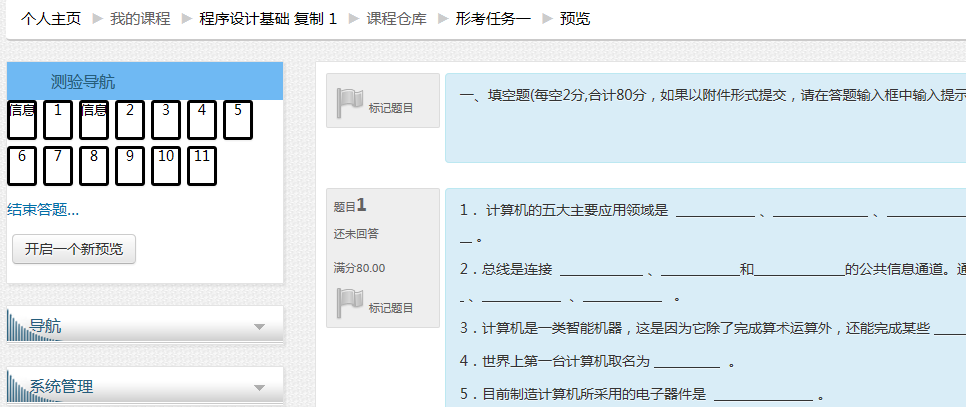 个人主页 ▶ 我的课程 ▶ 程序设计基础 复制 1 ▶ 课程仓库 ▶ 形考任务一 ▶ 预览
测验导航
信息 1 信息 2 3 4 5
6 7 8 9 10 11
结束答题...
开启一个新预览
导航
系统管理
标记题目
一、填空题(每空2分,合计80分，如果以附件形式提交，请在答题输入框中输入提示
题目1
还未回答
满分80.00
标记题目
1． 计算机的五大主要应用领域是 ____________ 、______________ 、____________
__ 。
2．总线是连接 ____________ 、____________和_____________的公共信息通道。通
_ 、____________ 、____________ 。
3．计算机是一类智能机器，这是因为它除了完成算术运算外，还能完成某些 _____
4．世界上第一台计算机取名为 __________ 。
5．目前制造计算机所采用的电子器件是 _______________ 。